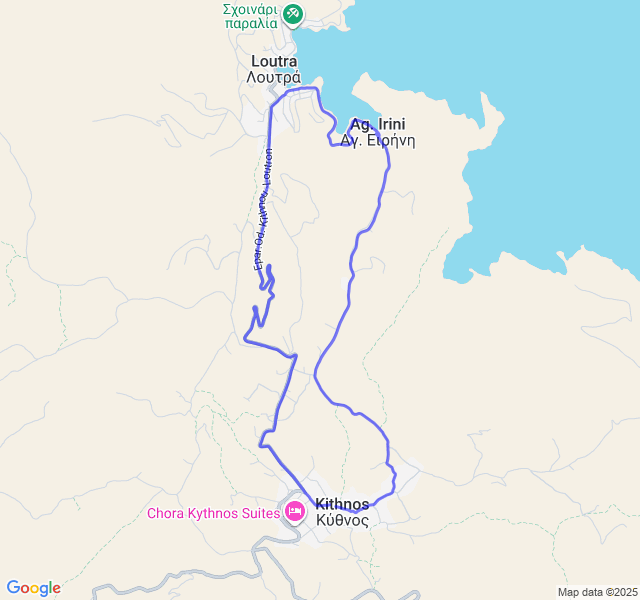 Σχοινάρι
παραλία
Loutra
Λουτρά
Ag. Irini
Αγ. Ειρήνη
Epar.Od. Kithnou-Loutron
Kithnos
Κύθνος
Chora Kythnos Suites
Google
Map data ©2025